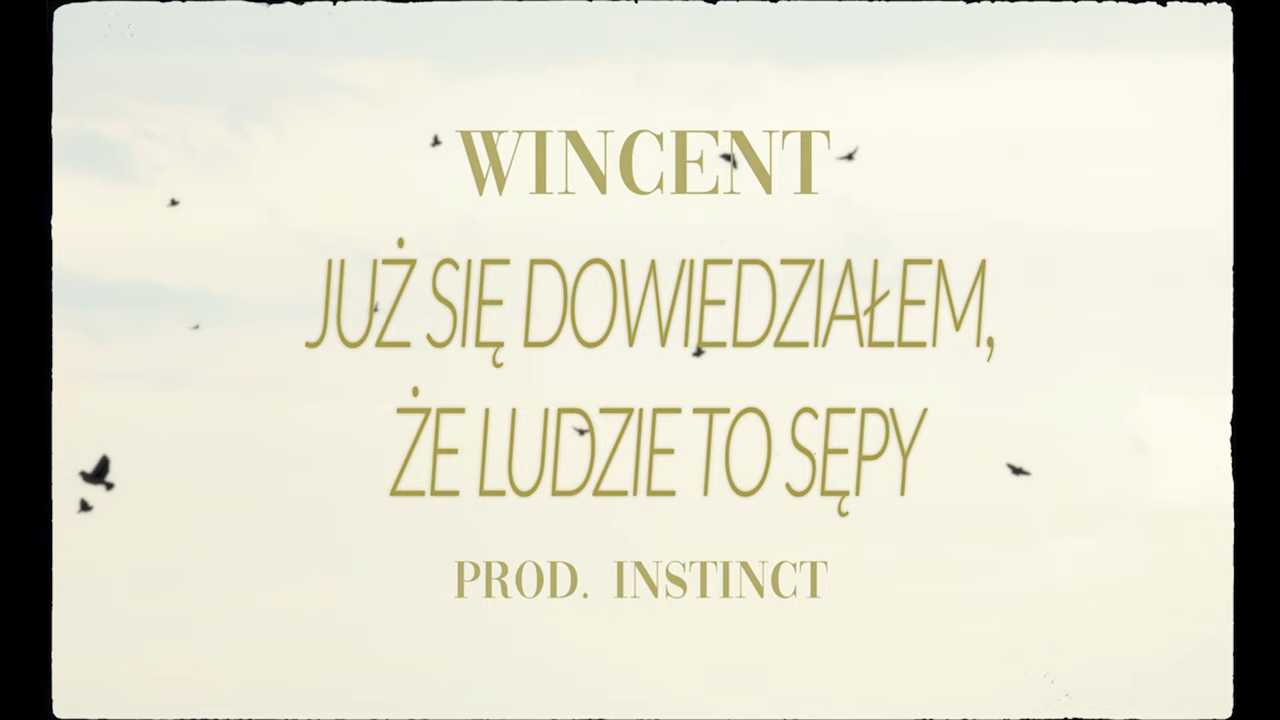 WINCENT
JUŻ SIĘ DOWIEDZIAŁEM,
ŻE LUDZIE TO SĘPY
PROD. INSTINCT